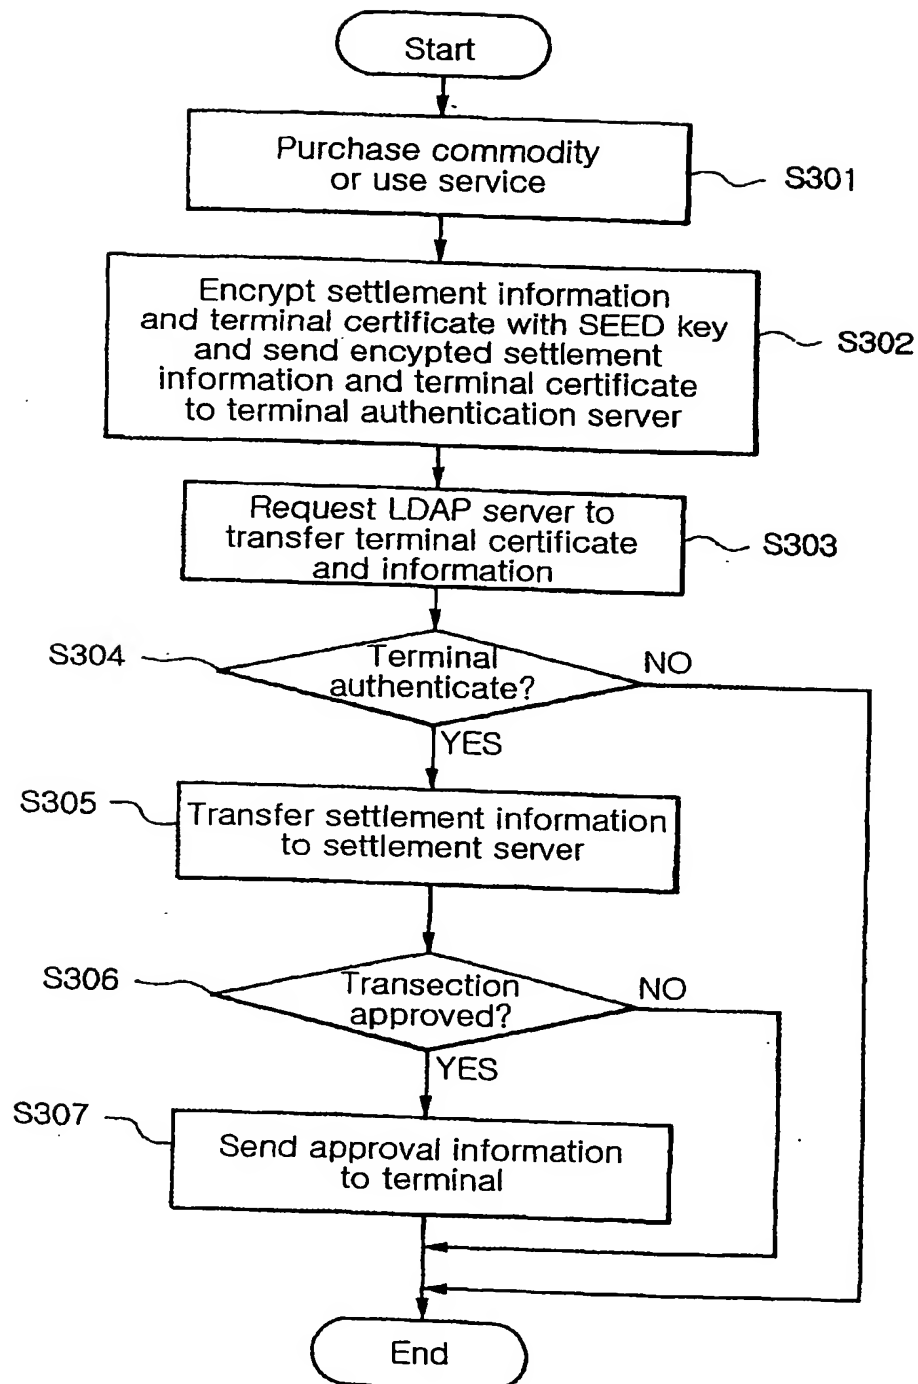 Start
Purchase commodity
or use service
S301
Encrypt settlement information
and terminal certificate with SEED key
and send encrypted settlement
information and terminal certificate
to terminal authentication server
S302
Request LDAP server to
transfer terminal certificate
and information
S303
S304
Terminal
authenticate?
NO
YES
S305
Transfer settlement information
to settlement server
S306
Transection
approved?
NO
YES
S307
Send approval information
to terminal
End